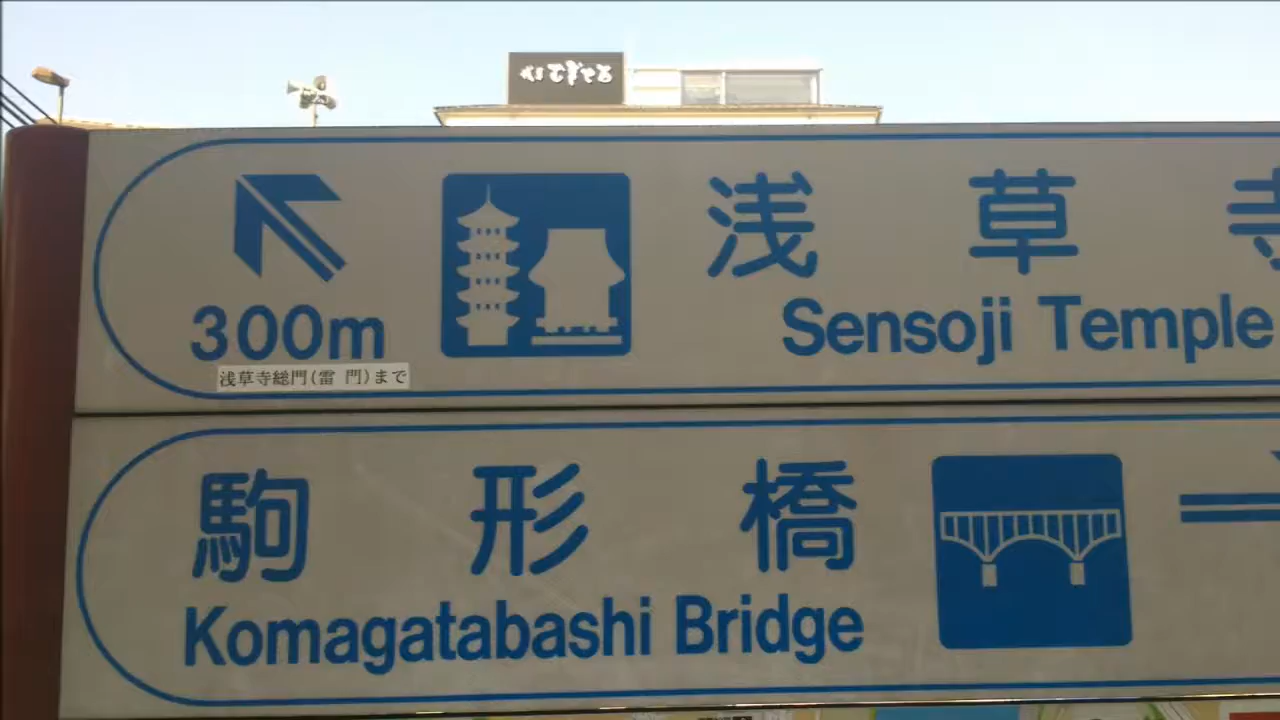 浅草寺
Sensoji Temple
300m
浅草寺総門(雷 門)まで
駒形橋
Komagatabashi Bridge